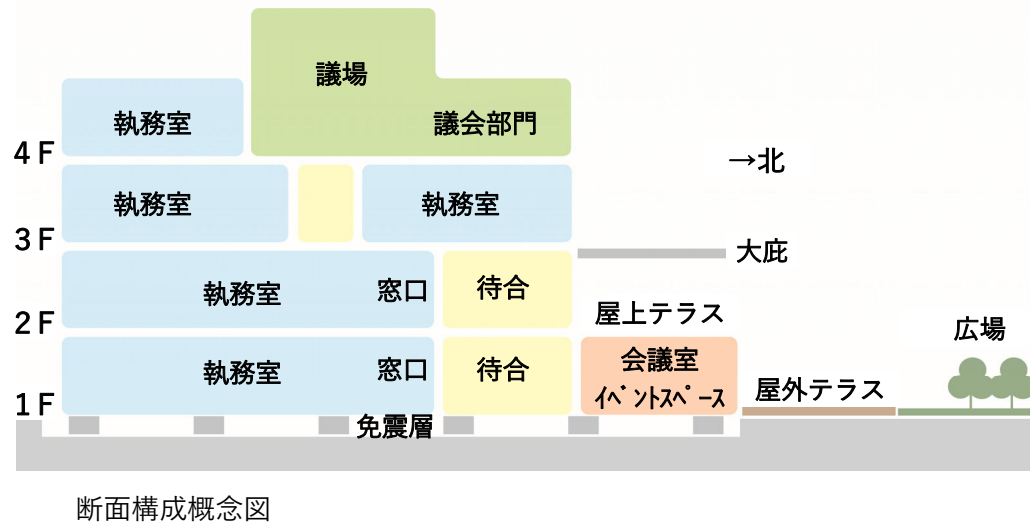 議場
執務室
議会部門
4F
→北
執務室
執務室
3F
大庇
執務室
窓口
待合
屋上テラス
2F
広場
執務室
窓口
待合
会議室
ｲﾍﾞﾝﾄｽﾍﾟｰｽ
屋外テラス
1F
免震層
断面構成概念図